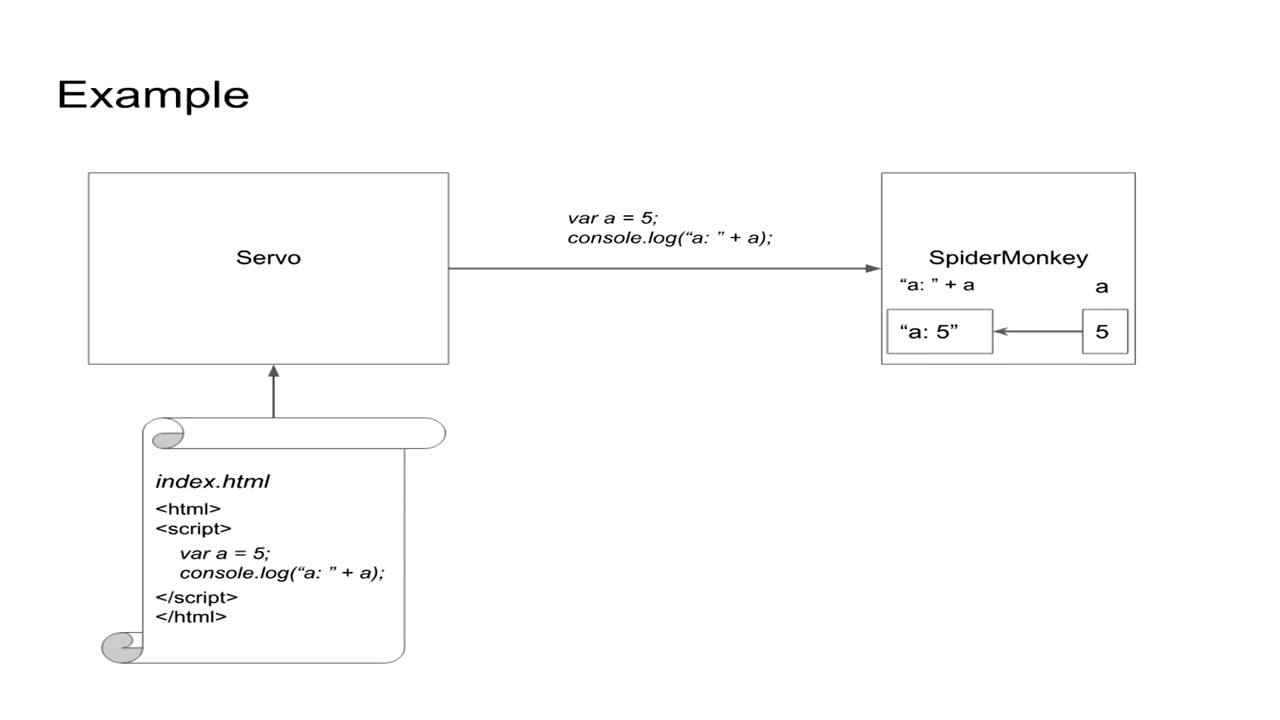 Example
Servo
var a = 5;
console.log(“a: ” + a);
SpiderMonkey
“a: ” + a
a
“a: 5”
5
index.html
<html>
<script>
var a = 5;
console.log(“a: ” + a);
</script>
</html>